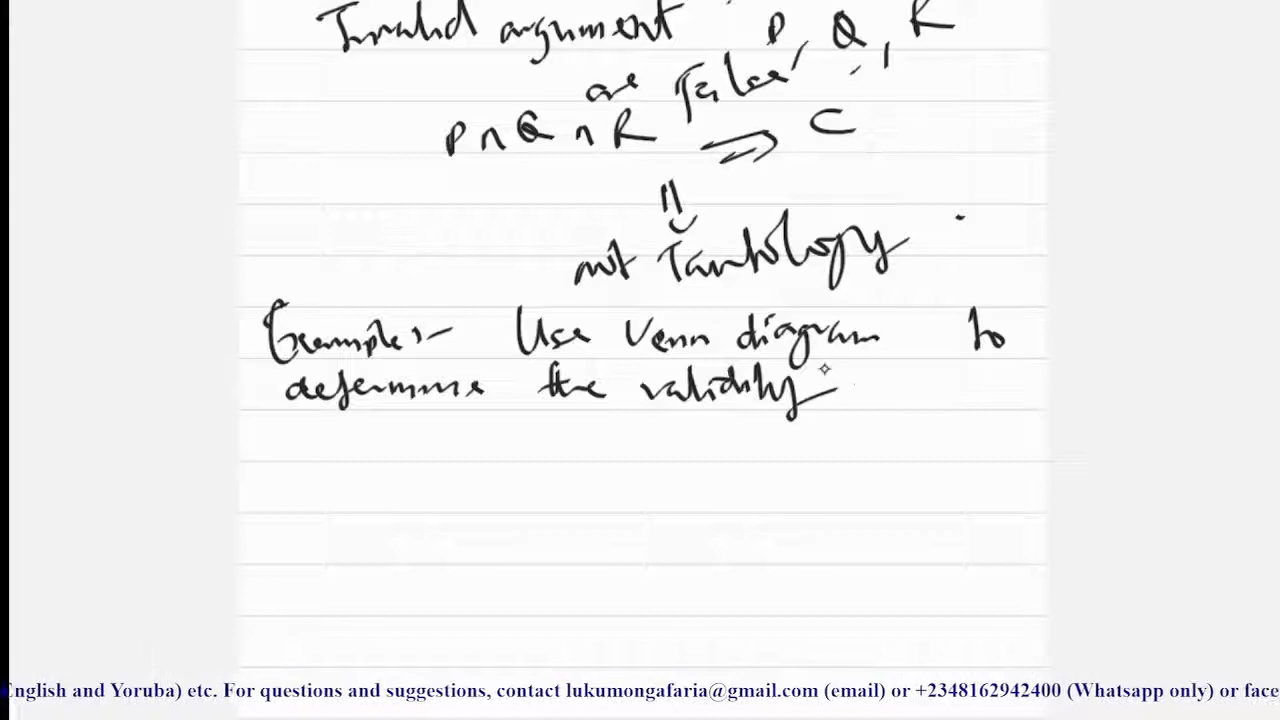 Invalid argument P, Q, R
are False
P ∩ Q ∩ R ⇒ C
not Tautology
Example:- Use Venn diagram to
determine the validity
English and Yoruba) etc. For questions and suggestions, contact lukumongafaria@gmail.com (email) or +2348162942400 (Whatsapp only) or face